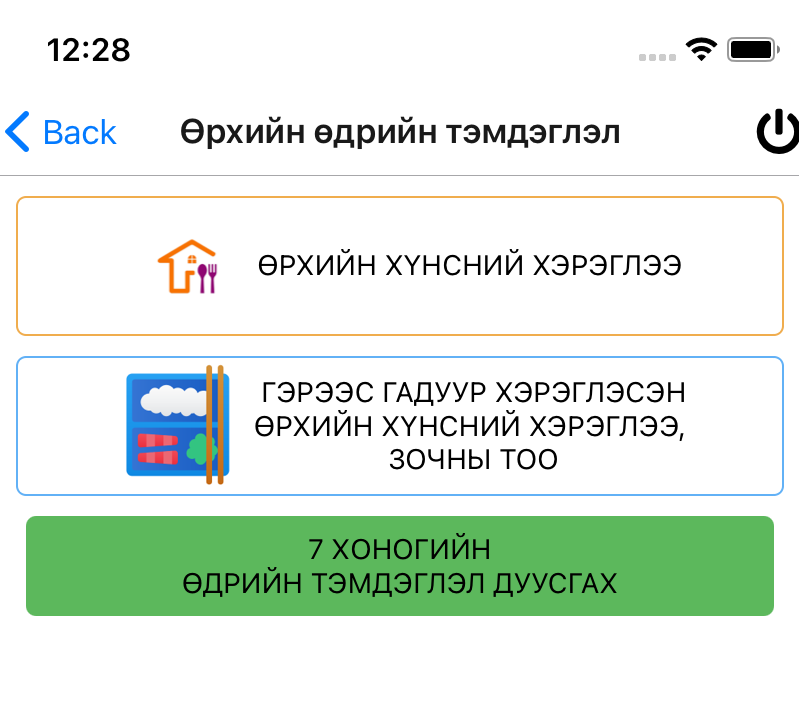 12:28
Back
Өрхийн өдрийн тэмдэглэл
ӨРХИЙН ХҮНСНИЙ ХЭРЭГЛЭЭ
ГЭРЭЭС ГАДУУР ХЭРЭГЛЭСЭН
ӨРХИЙН ХҮНСНИЙ ХЭРЭГЛЭЭ,
ЗОЧНЫ ТОО
7 ХОНОГИЙН
ӨДРИЙН ТЭМДЭГЛЭЛ ДУУСГАХ